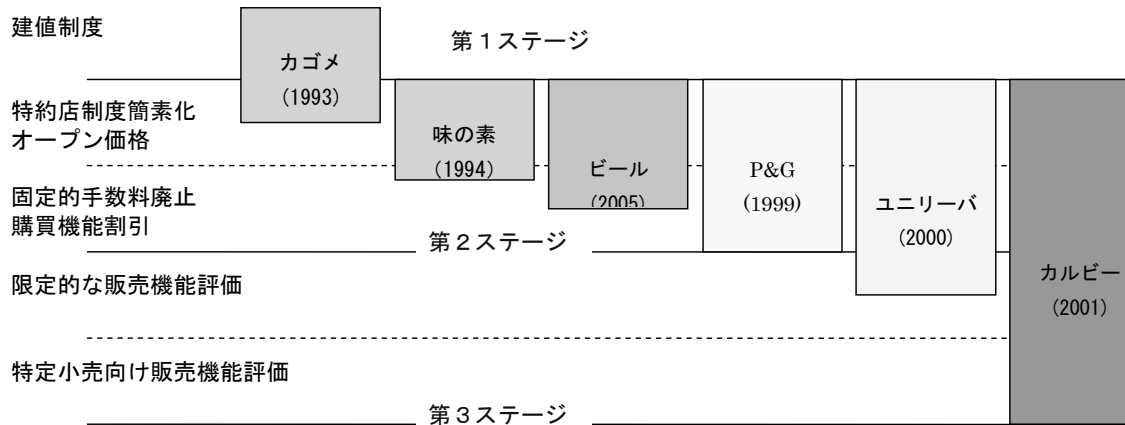 建値制度
第１ステージ
カゴメ
(1993)
特約店制度簡素化
オープン価格
味の素
(1994)
ビール
(2005)
P&G
(1999)
ユニリーバ
(2000)
カルビー
(2001)
固定的手数料廃止
購買機能割引
第２ステージ
限定的な販売機能評価
特定小売向け販売機能評価
第３ステージ